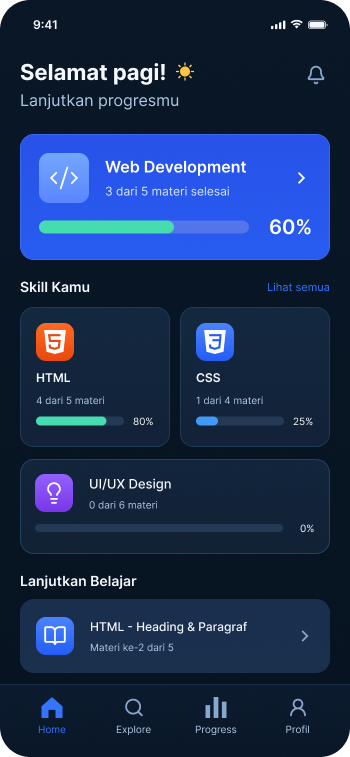 9:41
Selamat pagi!
Lanjutkan progresmu
Web Development
3 dari 5 materi selesai
60%
Skill Kamu
Lihat semua
HTML
4 dari 5 materi
80%
CSS
1 dari 4 materi
25%
UI/UX Design
0 dari 6 materi
0%
Lanjutkan Belajar
HTML - Heading & Paragraf
Materi ke-2 dari 5
Home
Explore
Progress
Profil